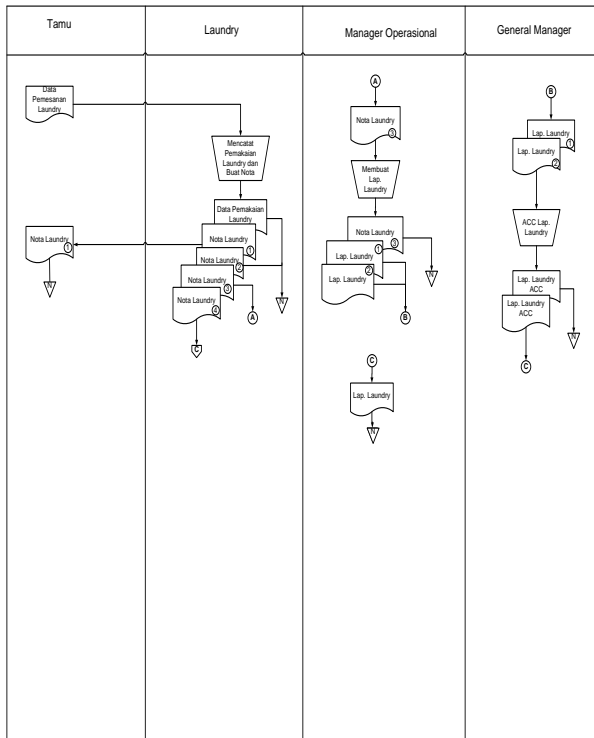 Tamu
Laundry
Manager Operasional
General Manager
Data
Pemesanan
Laundry
Mencatat
Pemakaian
Laundry dan
Buat Nota
Data Pemakaian
Laundry
Nota Laundry
1
Nota Laundry
2
Nota Laundry
3
Nota Laundry
4
N
A
C
Nota Laundry
1
N
A
Nota Laundry
3
Membuat
Lap.
Laundry
Nota Laundry
3
Lap. Laundry
1
Lap. Laundry
2
N
B
C
Lap. Laundry
N
B
Lap. Laundry
1
Lap. Laundry
2
ACC Lap.
Laundry
Lap. Laundry
ACC
Lap. Laundry
ACC
N
C